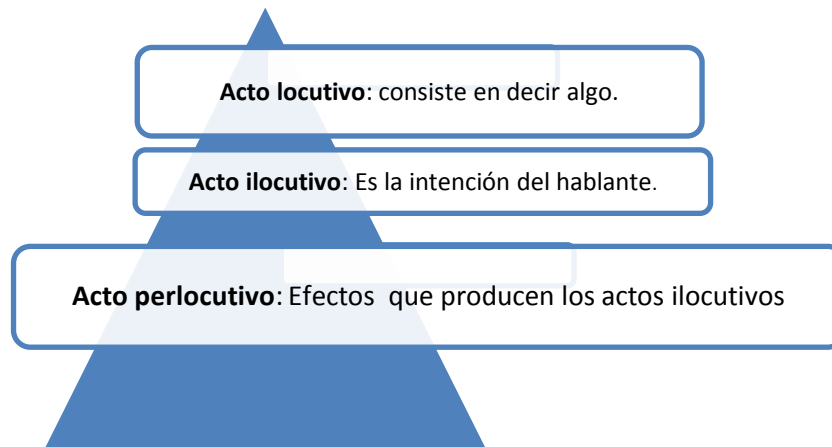 Acto locutivo: consiste en decir algo.
Acto ilocutivo: Es la intención del hablante.
Acto perlocutivo: Efectos que producen los actos ilocutivos